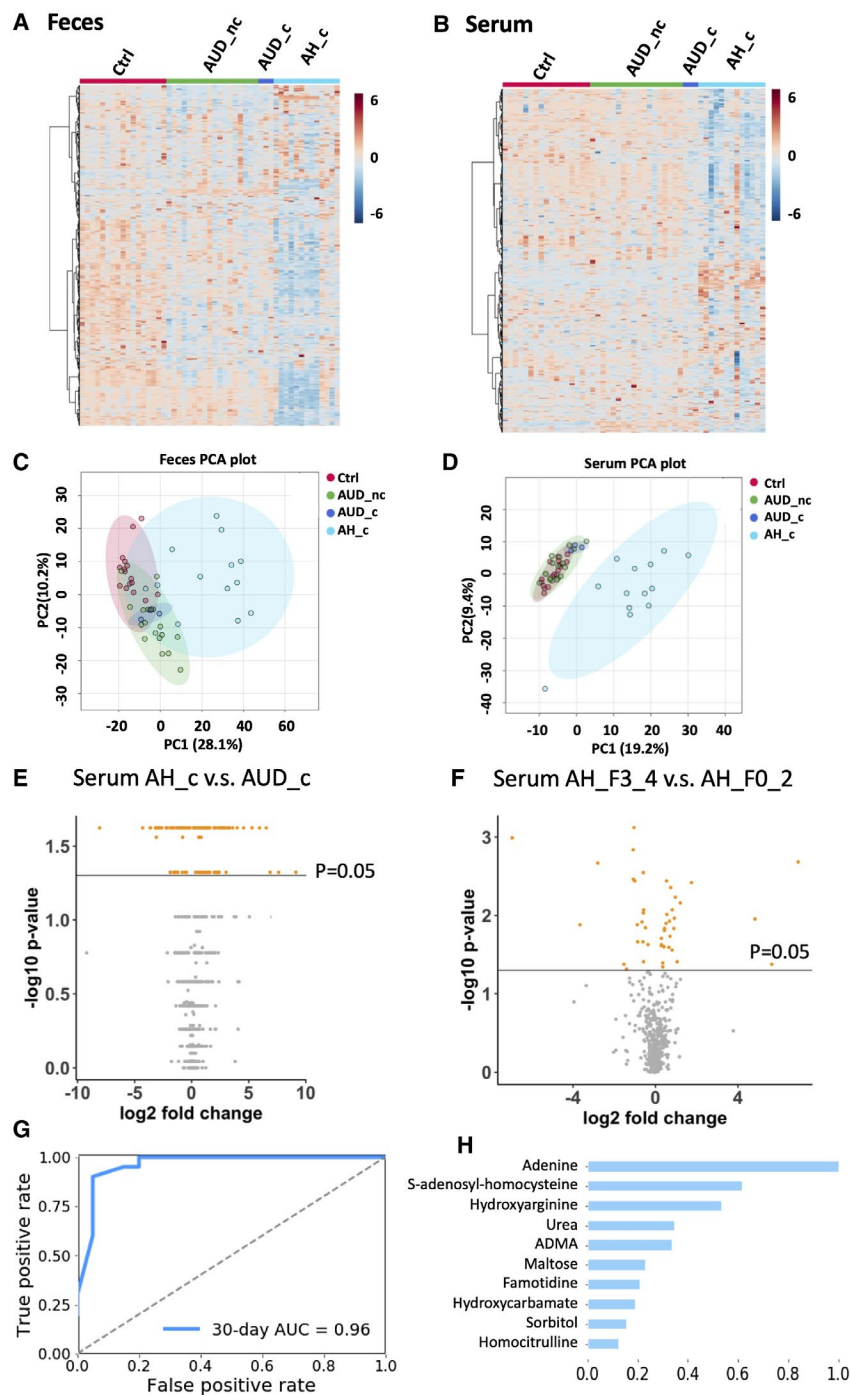 A Feces
Ctrl
AUD_nc
AUD_c
AH_c
6
0
-6
B Serum
Ctrl
AUD_nc
AUD_c
AH_c
6
0
-6
C
Feces PCA plot
Ctrl
AUD_nc
AUD_c
AH_c
PC2(10.2%)
30
20
10
0
-10
-20
-30
-20 0 20 40 60
PC1 (28.1%)
D
Serum PCA plot
Ctrl
AUD_nc
AUD_c
AH_c
PC2(9.4%)
20
10
0
-10
-20
-30
-40
-10 0 10 20 30 40
PC1 (19.2%)
E Serum AH_c v.s. AUD_c
-log10 p-value
1.5
1.0
0.5
0.0
P=0.05
-10 -5 0 5 10
log2 fold change
F Serum AH_F3_4 v.s. AH_F0_2
-log10 p-value
3
2
1
0
P=0.05
-4 0 4
log2 fold change
G
True positive rate
1.00
0.75
0.50
0.25
0.00
30-day AUC = 0.96
0.0 0.2 0.4 0.6 0.8 1.0
False positive rate
H
Adenine
S-adenosyl-homocysteine
Hydroxyarginine
Urea
ADMA
Maltose
Famotidine
Hydroxycarbamate
Sorbitol
Homocitrulline
0.0 0.2 0.4 0.6 0.8 1.0